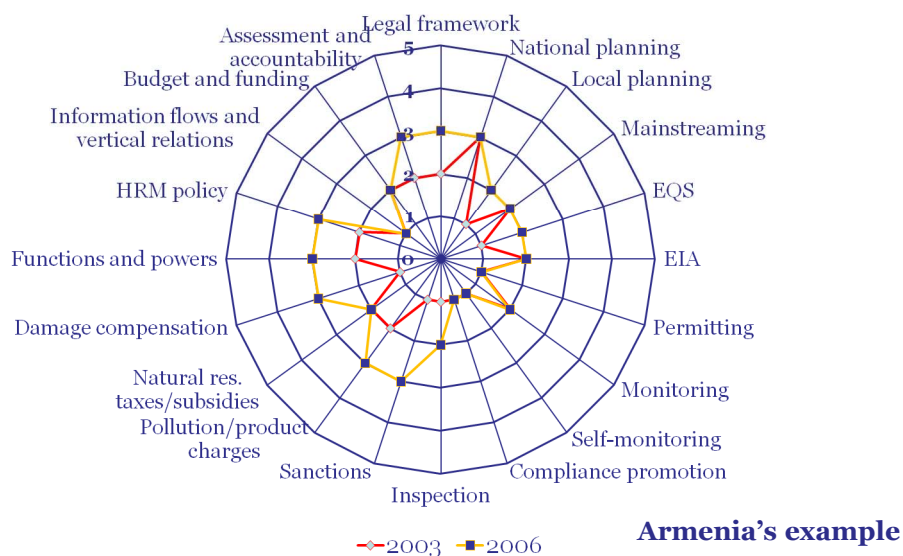 Legal framework
Assessment and
accountability
Budget and funding
Information flows and
vertical relations
HRM policy
Functions and powers
Damage compensation
Natural res.
taxes/subsidies
Pollution/product
charges
Sanctions
Inspection
Compliance promotion
Self-monitoring
Monitoring
Permitting
EIA
EQS
Mainstreaming
Local planning
National planning
5
4
3
2
1
0
2003
2006
Armenia's example